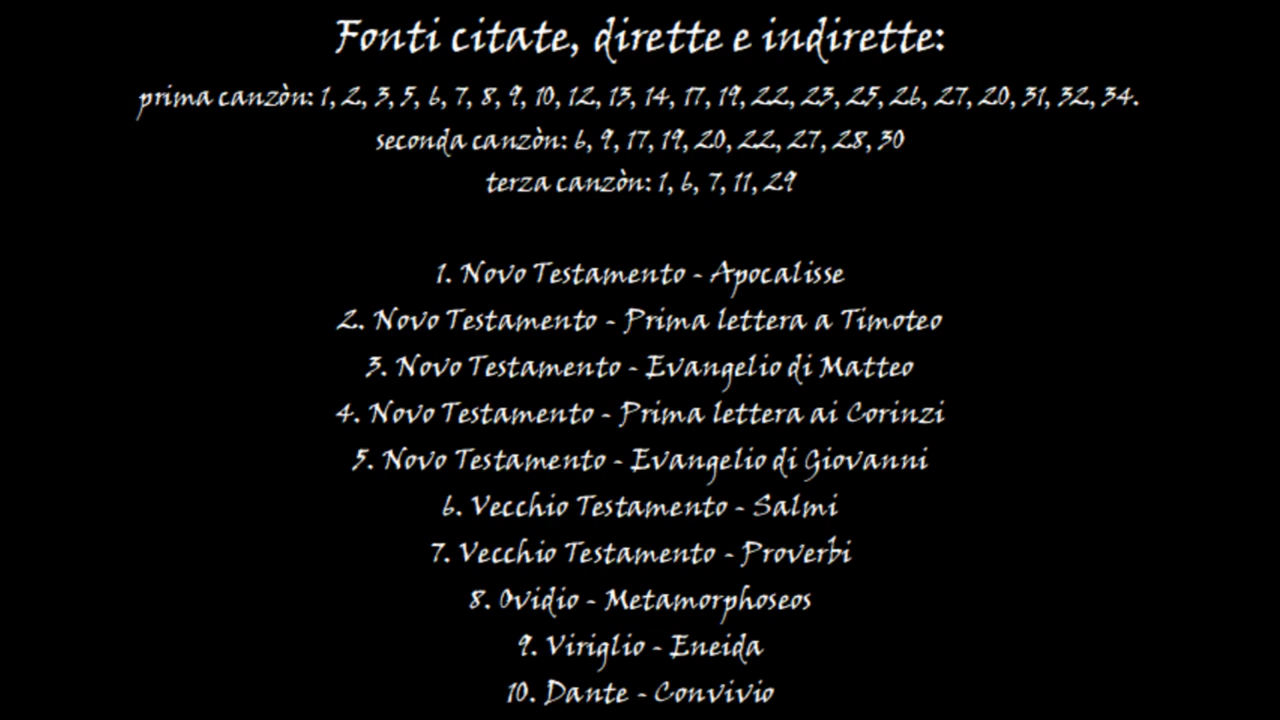 Fonti citate, dirette e indirette:
prima canzòn: 1, 2, 3, 5, 6, 7, 8, 9, 10, 12, 13, 14, 17, 19, 22, 23, 25, 26, 27, 20, 31, 32, 34.
seconda canzòn: 6, 9, 17, 19, 20, 22, 27, 28, 30
terza canzòn: 1, 6, 7, 11, 29
1. Novo Testamento - Apocalisse
2. Novo Testamento - Prima lettera a Timoteo
3. Novo Testamento - Evangelio di Matteo
4. Novo Testamento - Prima lettera ai Corinzi
5. Novo Testamento - Evangelio di Giovanni
6. Vecchio Testamento - Salmi
7. Vecchio Testamento - Proverbi
8. Ovidio - Metamorphoseos
9. Viriglio - Eneida
10. Dante - Convivio